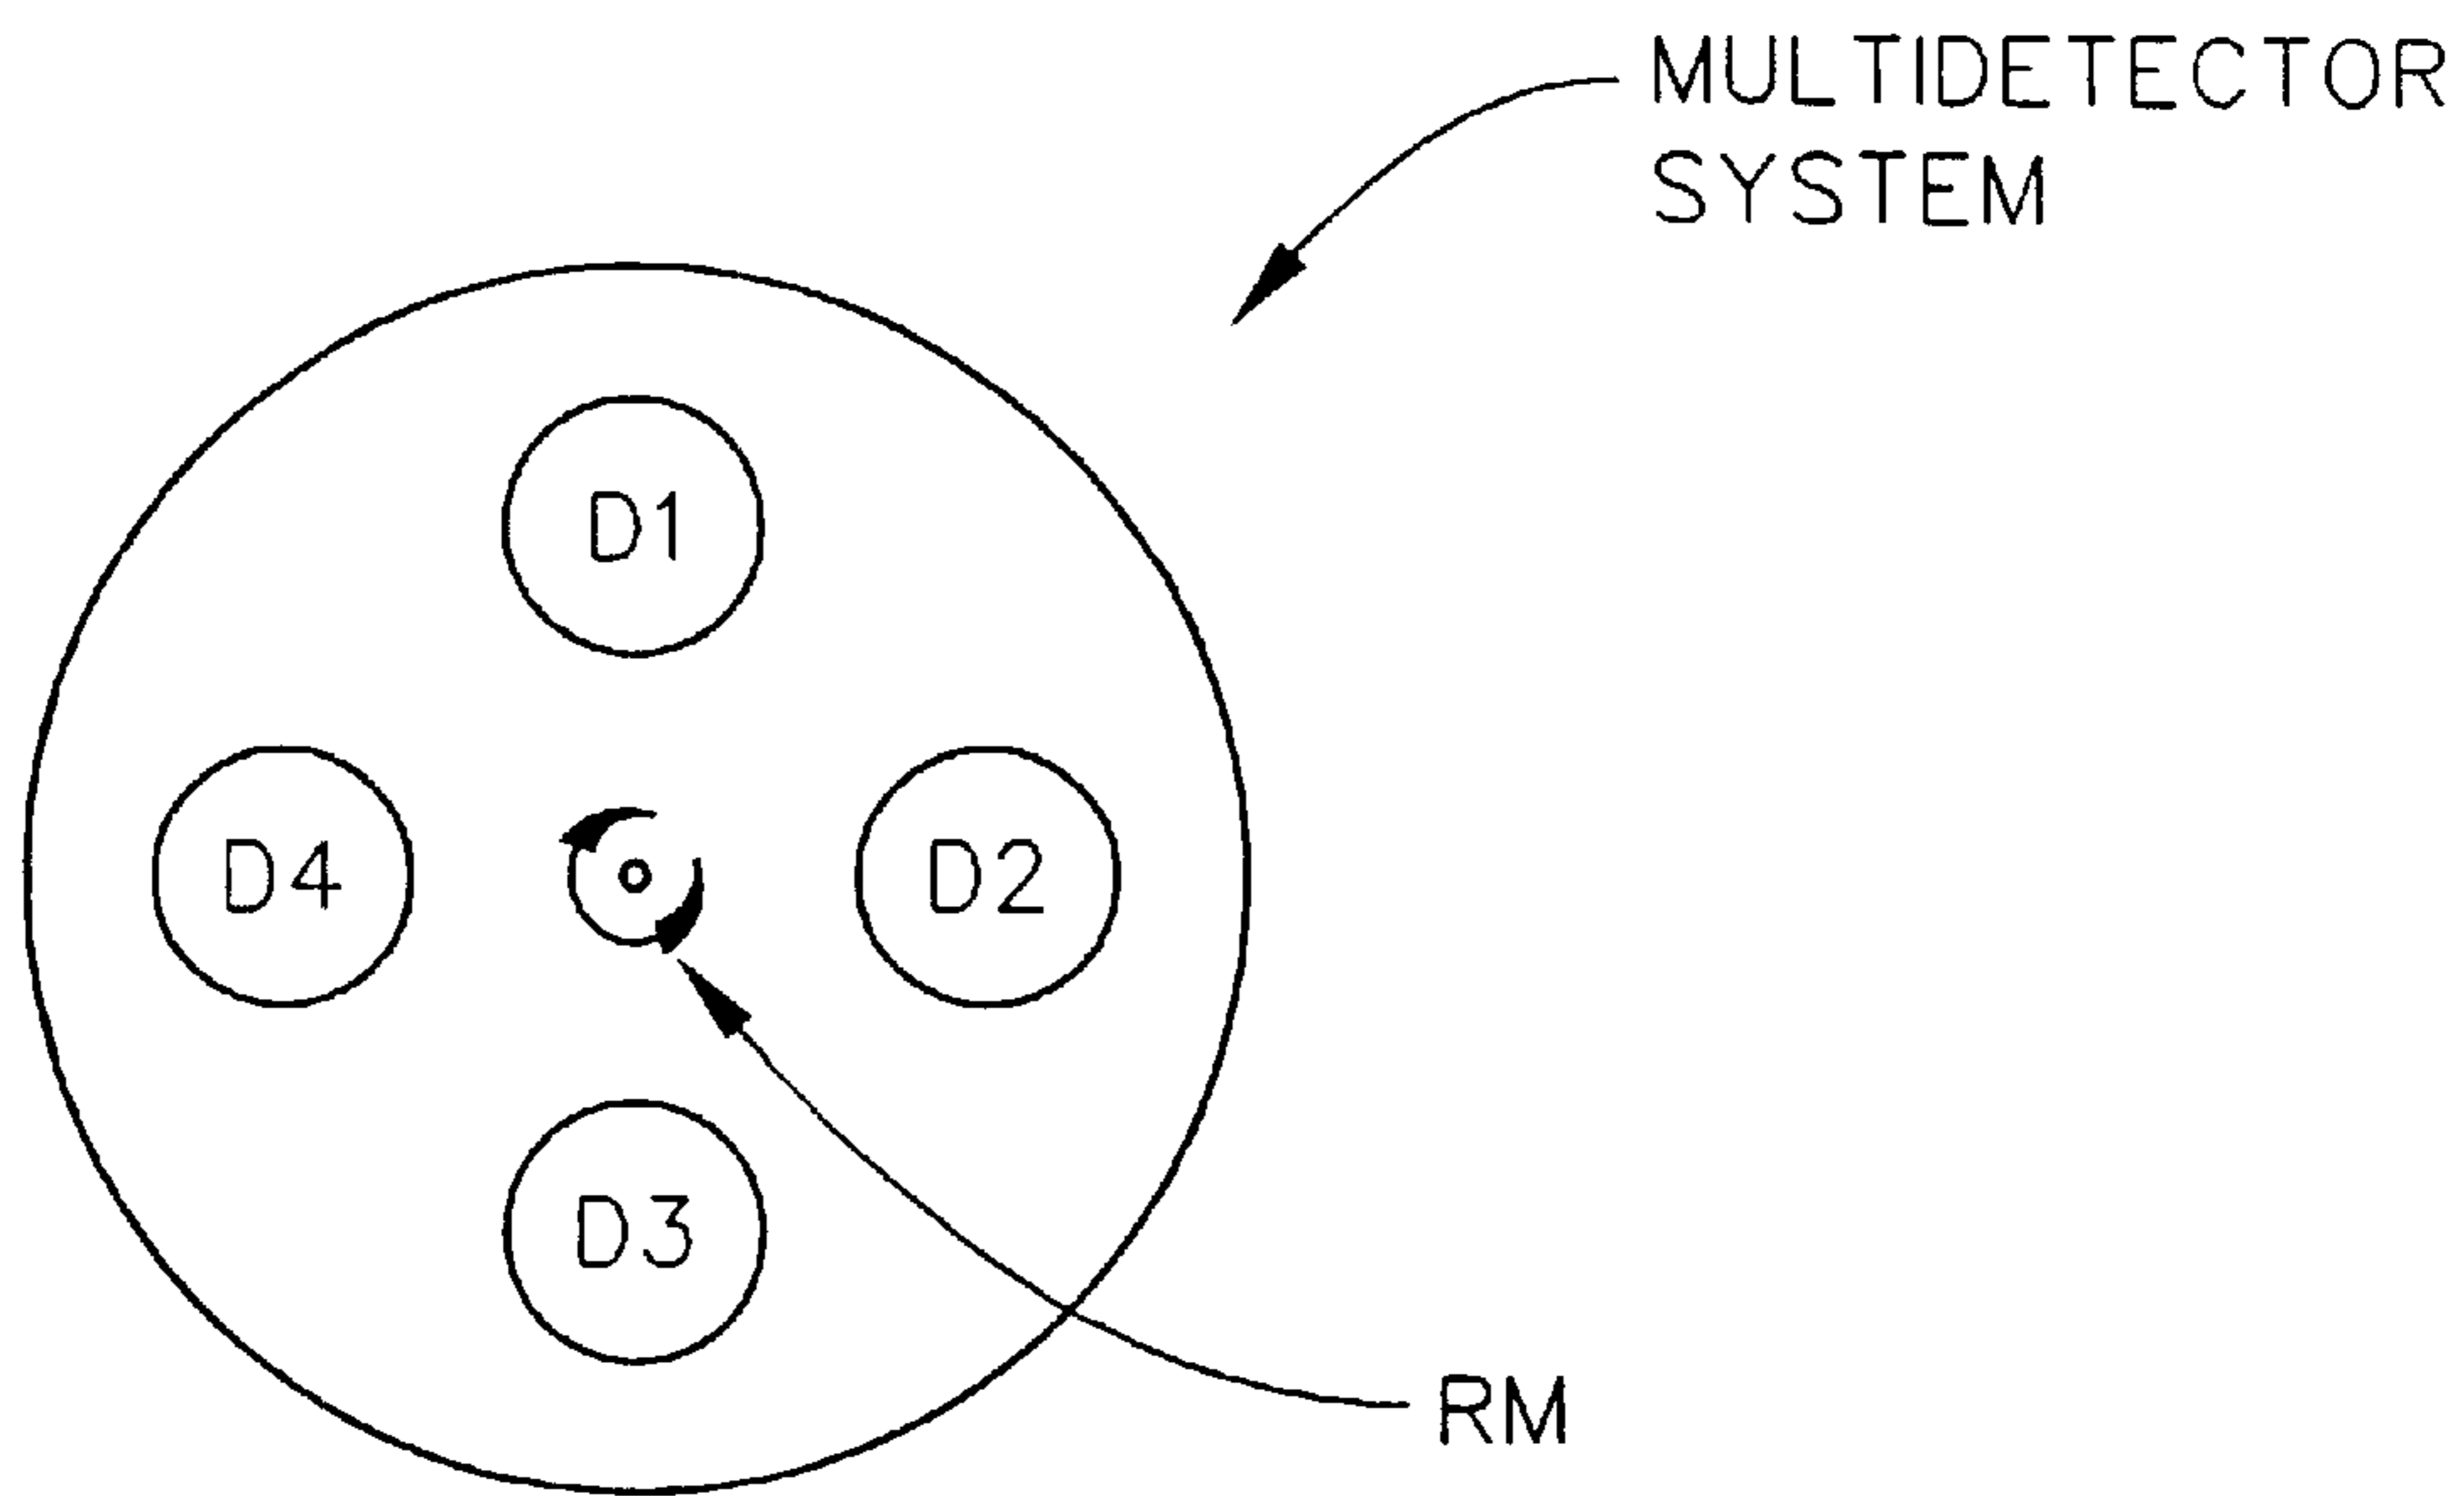 MULTIDETECTOR
SYSTEM
D1
D4
D2
D3
RM